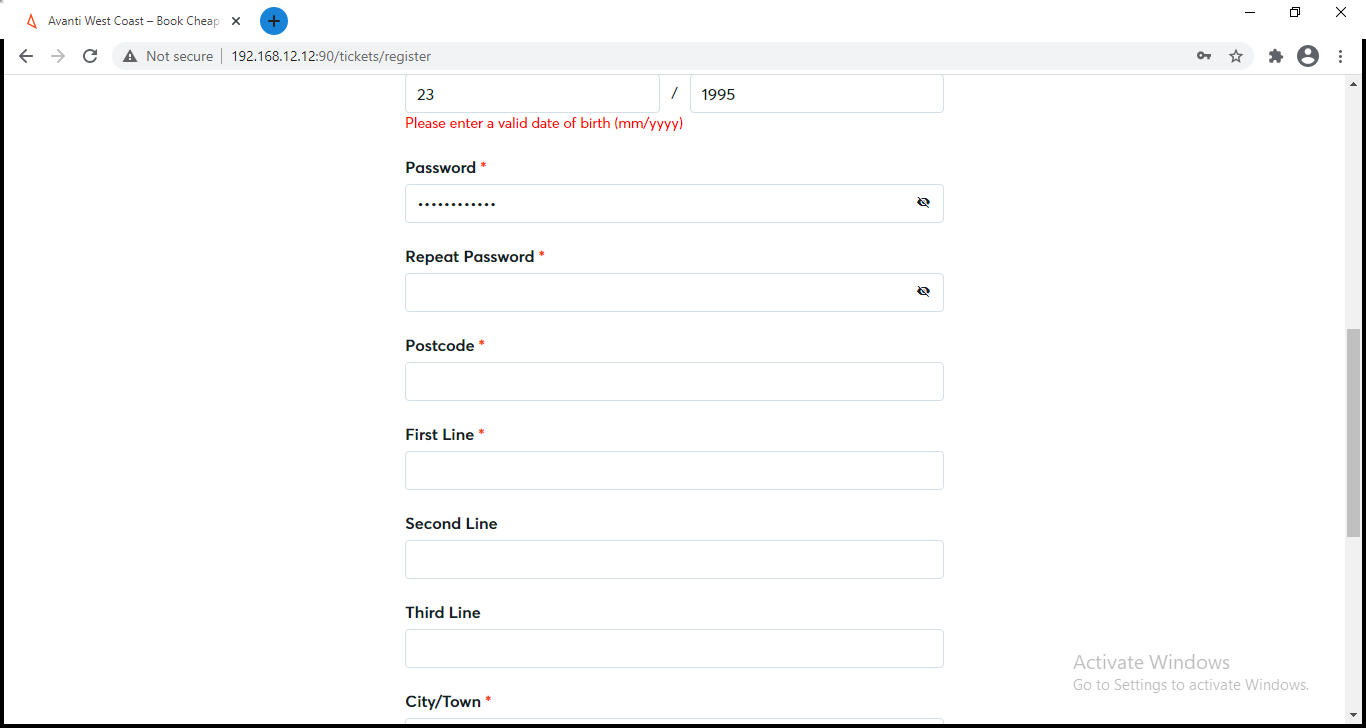 Avanti West Coast – Book Cheap
Not secure
192.168.12.12:90/tickets/register
23 / 1995
Please enter a valid date of birth (mm/yyyy)
Password *
••••••••••••
Repeat Password *
Postcode *
First Line *
Second Line
Third Line
City/Town *
Activate Windows
Go to Settings to activate Windows.